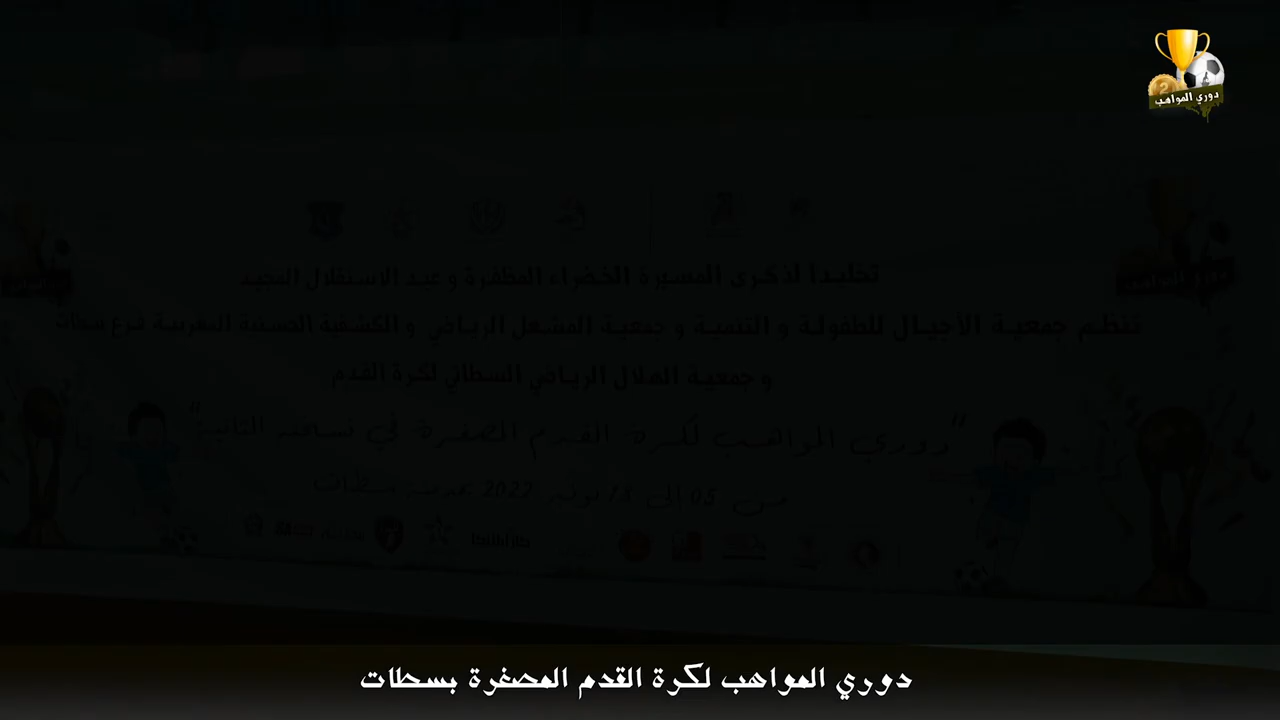 دوري المواهب
تخليدا لذكرى المسيرة الخضراء المظفرة و عيد الاستقلال المجيد
تنظم جمعية الأجيال للطفولة و التنمية و جمعية المشعل الرياضي و الكشفية الحسنية المغربية فرع سطات
و جمعية الهلال الرياضي السطاتي لكرة القدم
"دوري المواهب لكرة القدم المصغرة في نسخته الثانية"
من 05 إلى 18 نونبر 2022 بمدينة سطات
دوري المواهب لكرة القدم المصغرة بسطات